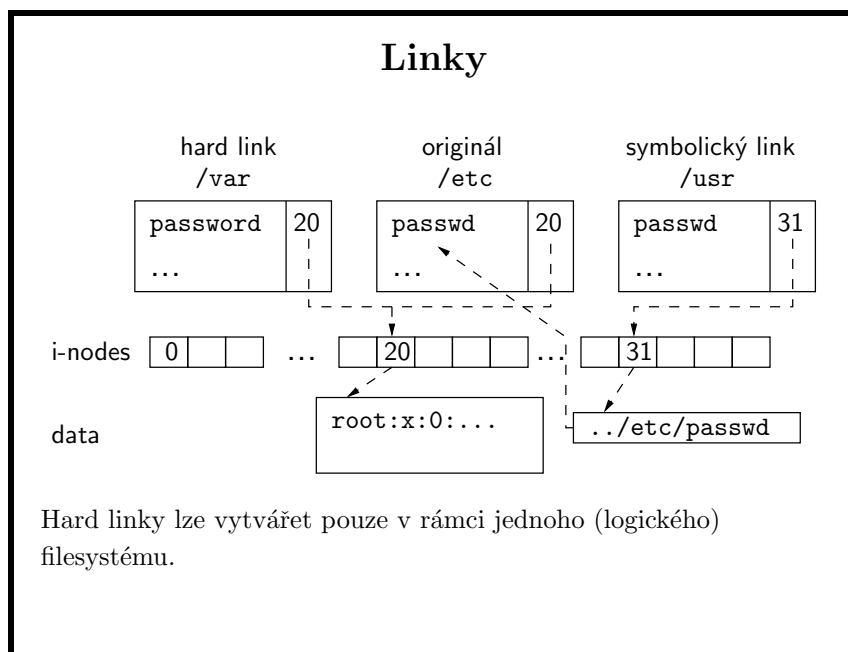 Linky
hard link originál symbolický link
/var /etc /usr
password 20 passwd 20 passwd 31
... ... ...
i-nodes 0 ... 20 ... 31
root:x:0:...
data ../etc/passwd
Hard linky lze vytvářet pouze v rámci jednoho (logického)
filesystému.